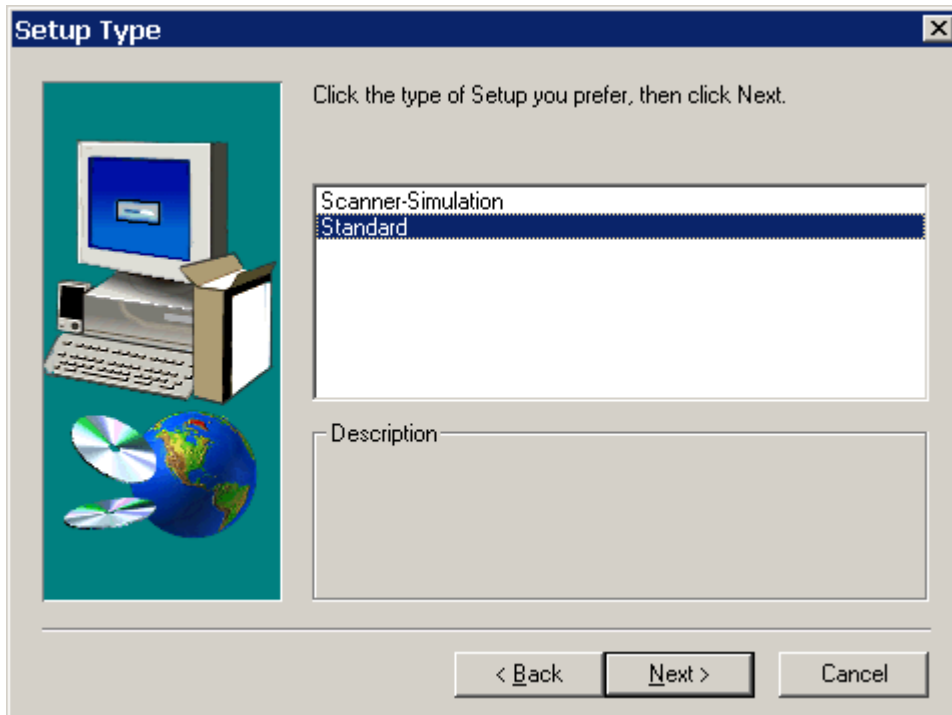 Setup Type
Click the type of Setup you prefer, then click Next.
Scanner-Simulation
Standard
Description
< Back
Next >
Cancel